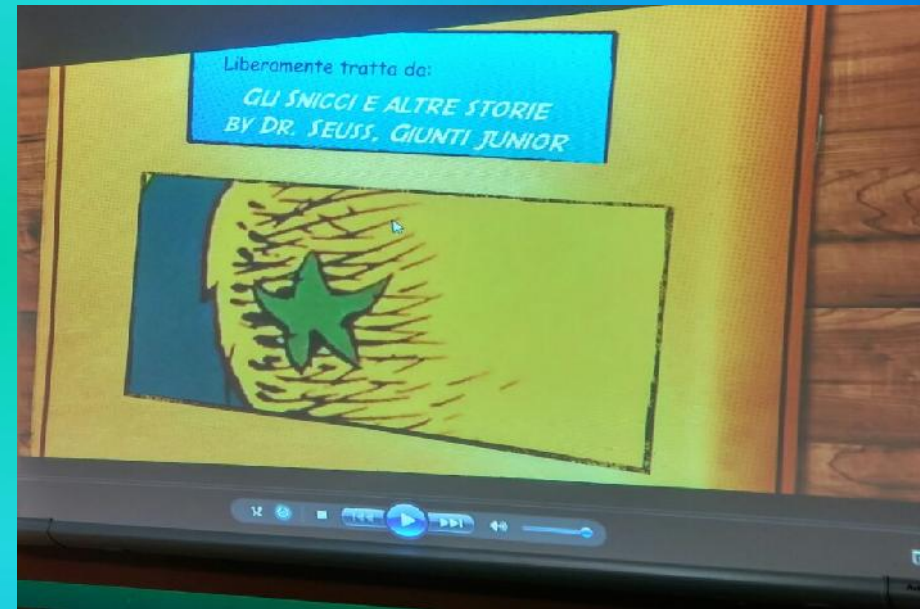 Liberamente tratta da:
GLI SNICCI E ALTRE STORIE
BY DR. SEUSS, GIUNTI JUNIOR